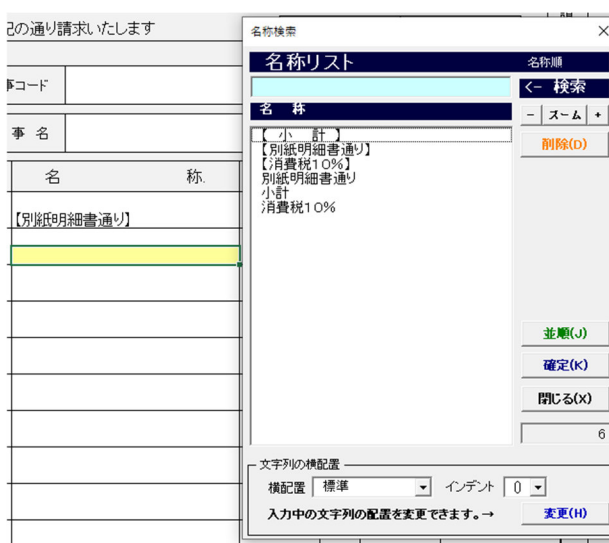 記の通り請求いたします
事コード
事 名
名 称.
【別紙明細書通り】
名称検索
名称リスト
名称順
<- 検索
名 称
- ズーム +
【 小 計 】
【別紙明細書通り】
【消費税10%】
別紙明細書通り
小計
消費税10%
削除(D)
並順(J)
確定(K)
閉じる(X)
6
文字列の横配置
横配置 標準 インデント 0
入力中の文字列の配置を変更できます。→ 変更(H)